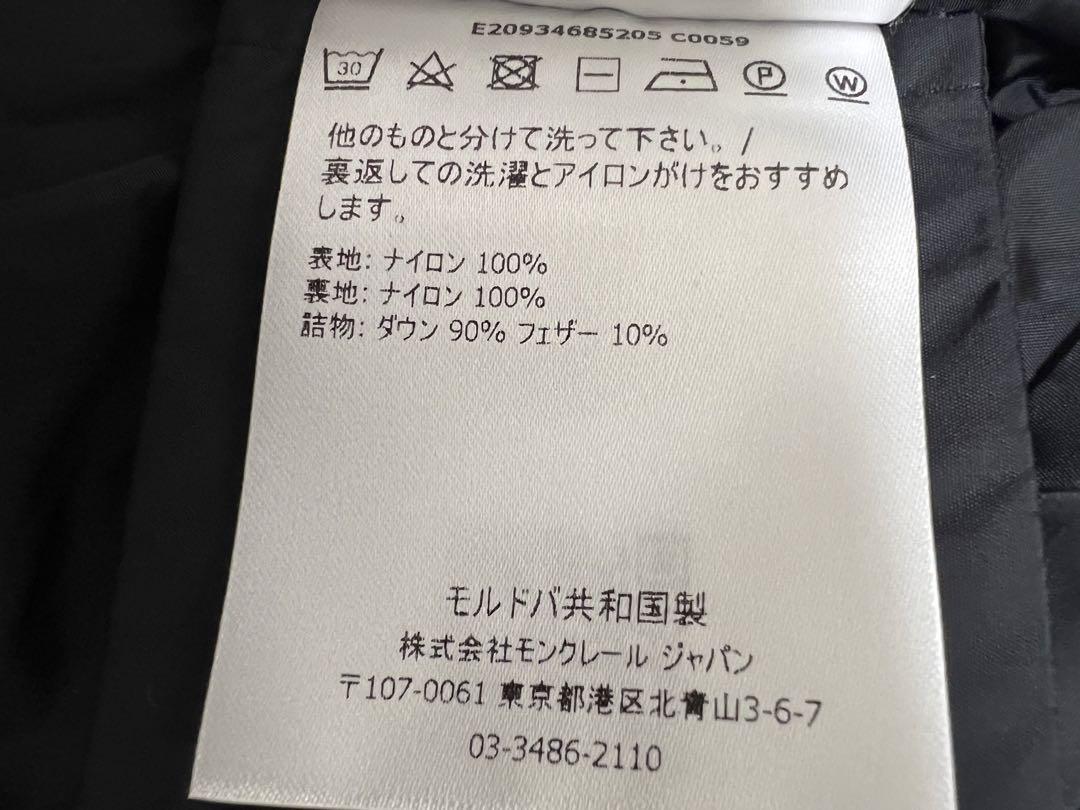 E20934685205 C0059
30 P W
他のものと分けて洗って下さい。/
裏返しての洗濯とアイロンがけをおすすめ
します。
表地: ナイロン 100%
裏地: ナイロン 100%
詰物: ダウン 90% フェザー 10%
モルドバ共和国製
株式会社モンクレール ジャパン
〒107-0061 東京都港区北青山3-6-7
03-3486-2110